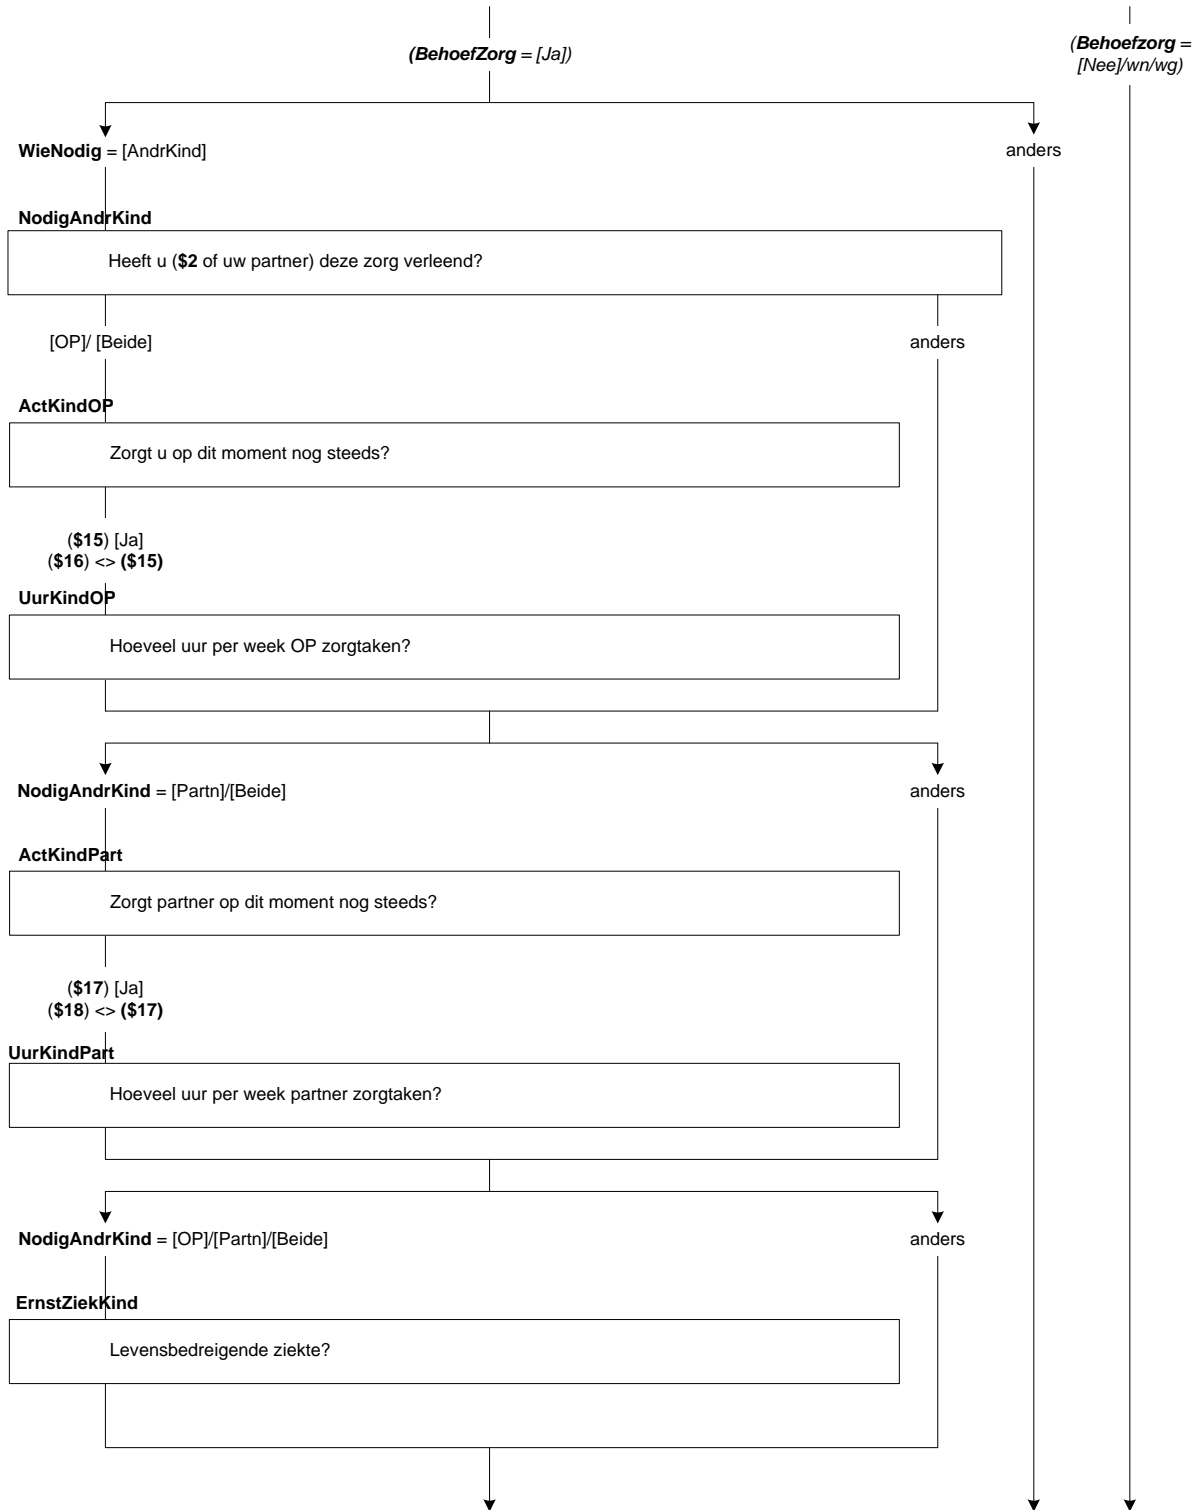 (BehoefZorg = [Ja])
(Behoefzorg =
[Nee]/wn/wg)
WieNodig = [AndrKind]
anders
NodigAndrKind
Heeft u ($2 of uw partner) deze zorg verleend?
[OP]/ [Beide]
anders
ActKindOP
Zorgt u op dit moment nog steeds?
($15) [Ja]
($16) <> ($15)
UurKindOP
Hoeveel uur per week OP zorgtaken?
NodigAndrKind = [Partn]/[Beide]
anders
ActKindPart
Zorgt partner op dit moment nog steeds?
($17) [Ja]
($18) <> ($17)
UurKindPart
Hoeveel uur per week partner zorgtaken?
NodigAndrKind = [OP]/[Partn]/[Beide]
anders
ErnstZiekKind
Levensbedreigende ziekte?